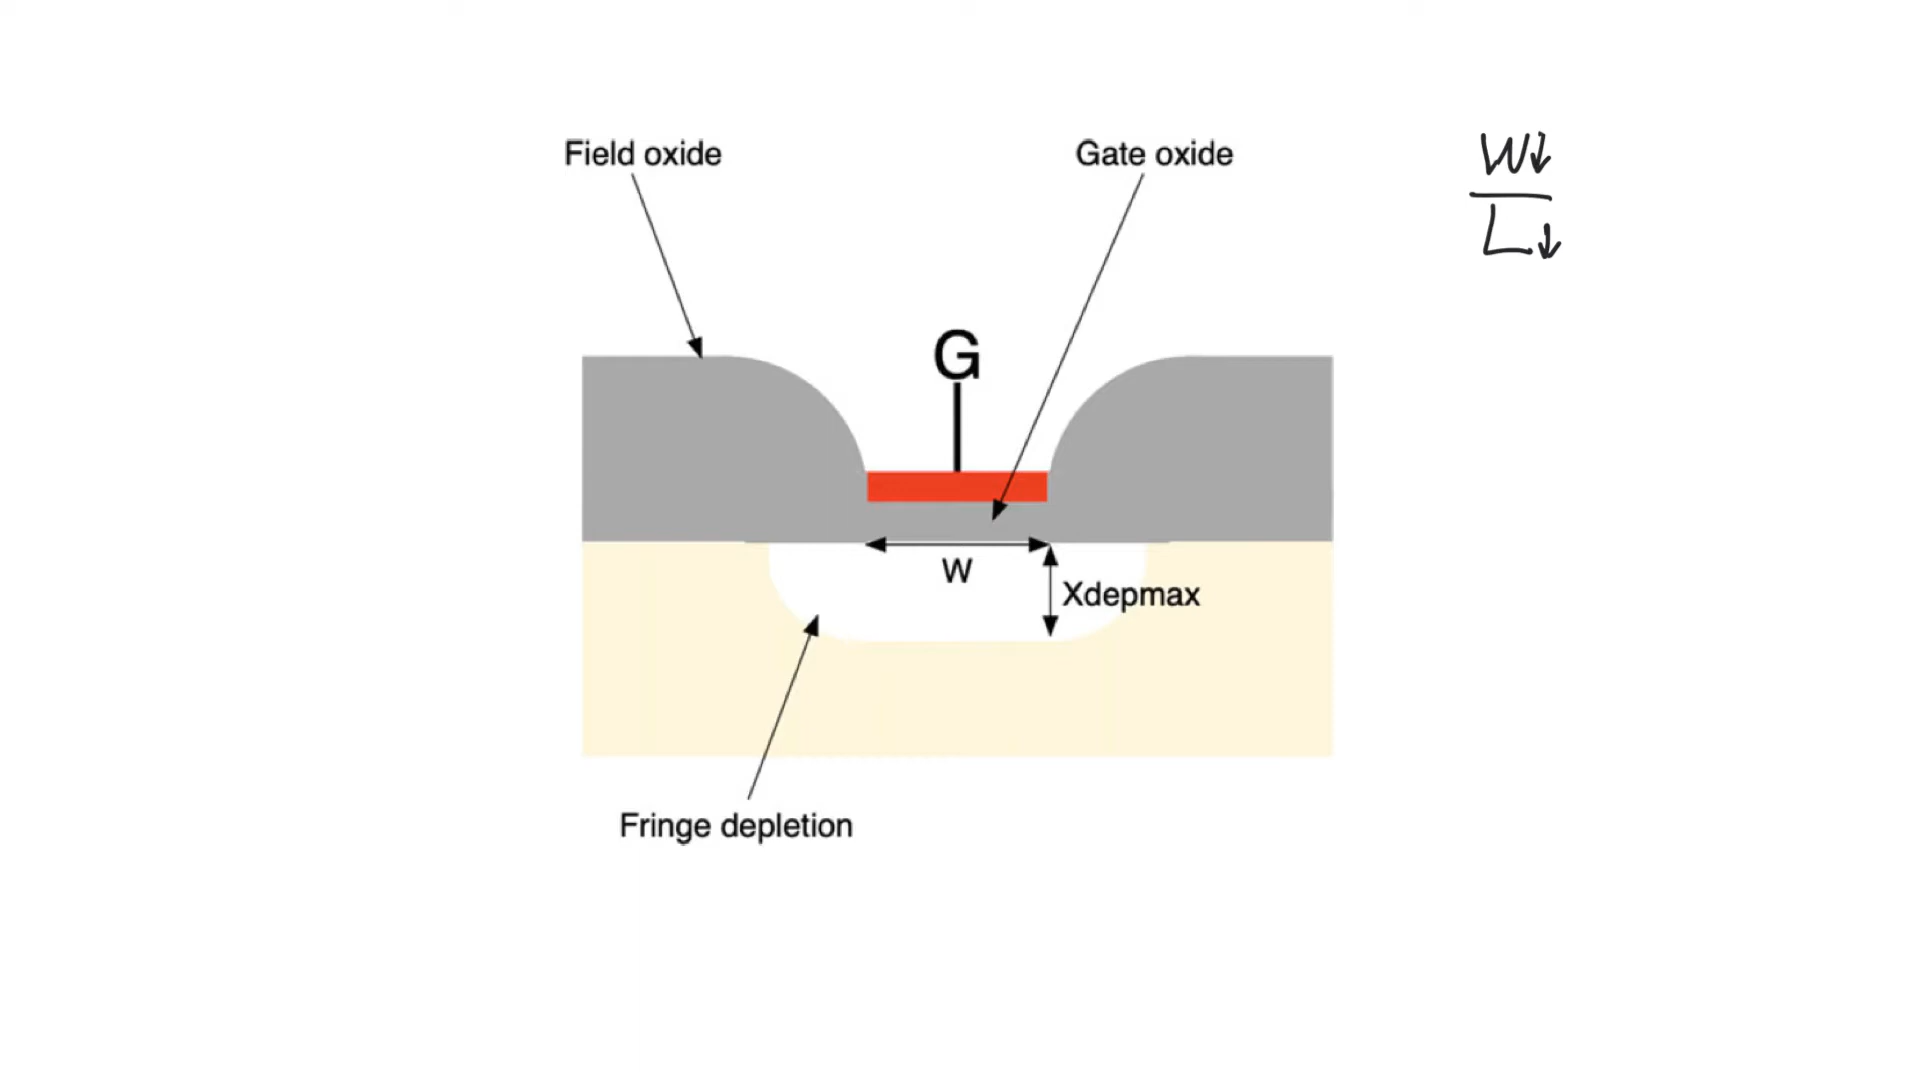 Field oxide
Gate oxide
W↓
L↓
G
W
Xdepmax
Fringe depletion